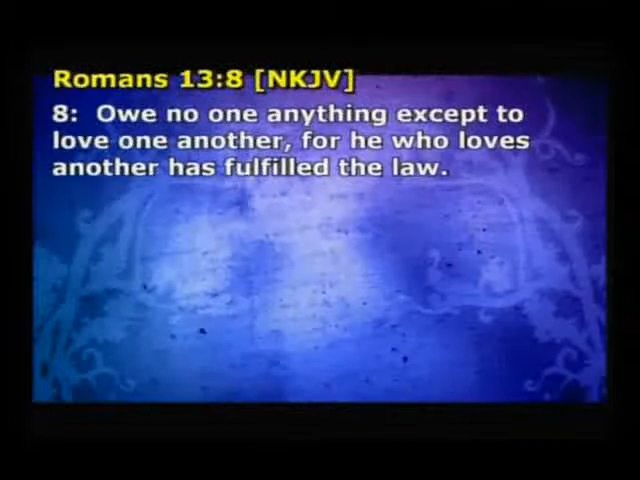 Romans 13:8 [NKJV]
8: Owe no one anything except to
love one another, for he who loves
another has fulfilled the law.